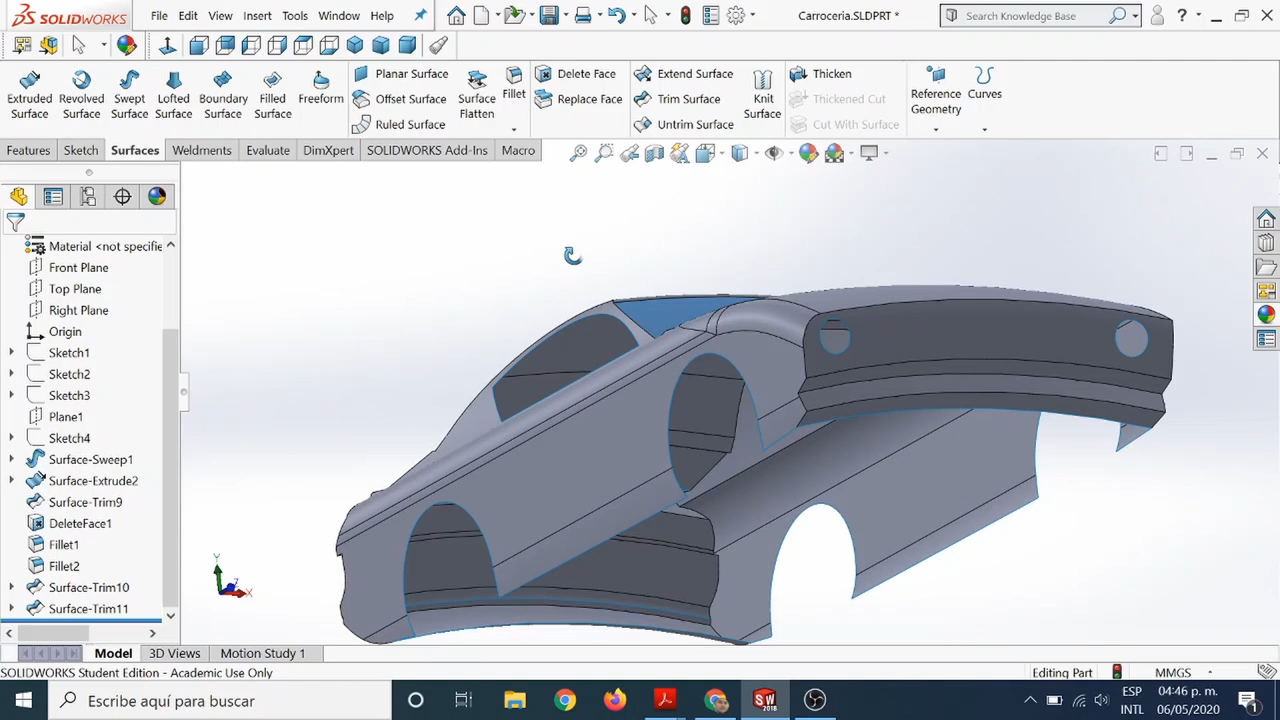 SOLIDWORKS File Edit View Insert Tools Window Help Carroceria.SLDPRT * Search Knowledge Base ?
Extruded Surface Revolved Surface Swept Surface Lofted Surface Boundary Surface Filled Surface Freeform Planar Surface Offset Surface Ruled Surface Surface Flatten Fillet Delete Face Replace Face Extend Surface Trim Surface Untrim Surface Knit Surface Thicken Thickened Cut Cut With Surface Reference Geometry Curves
Features Sketch Surfaces Weldments Evaluate DimXpert SOLIDWORKS Add-Ins Macro
Material <not specifie
Front Plane
Top Plane
Right Plane
Origin
Sketch1
Sketch2
Sketch3
Plane1
Sketch4
Surface-Sweep1
Surface-Extrude2
Surface-Trim9
DeleteFace1
Fillet1
Fillet2
Surface-Trim10
Surface-Trim11
Y Z X
Model 3D Views Motion Study 1
SOLIDWORKS Student Edition - Academic Use Only Editing Part MMGS
Escribe aquí para buscar SW 2018 ESP INTL 04:46 p. m. 06/05/2020 1